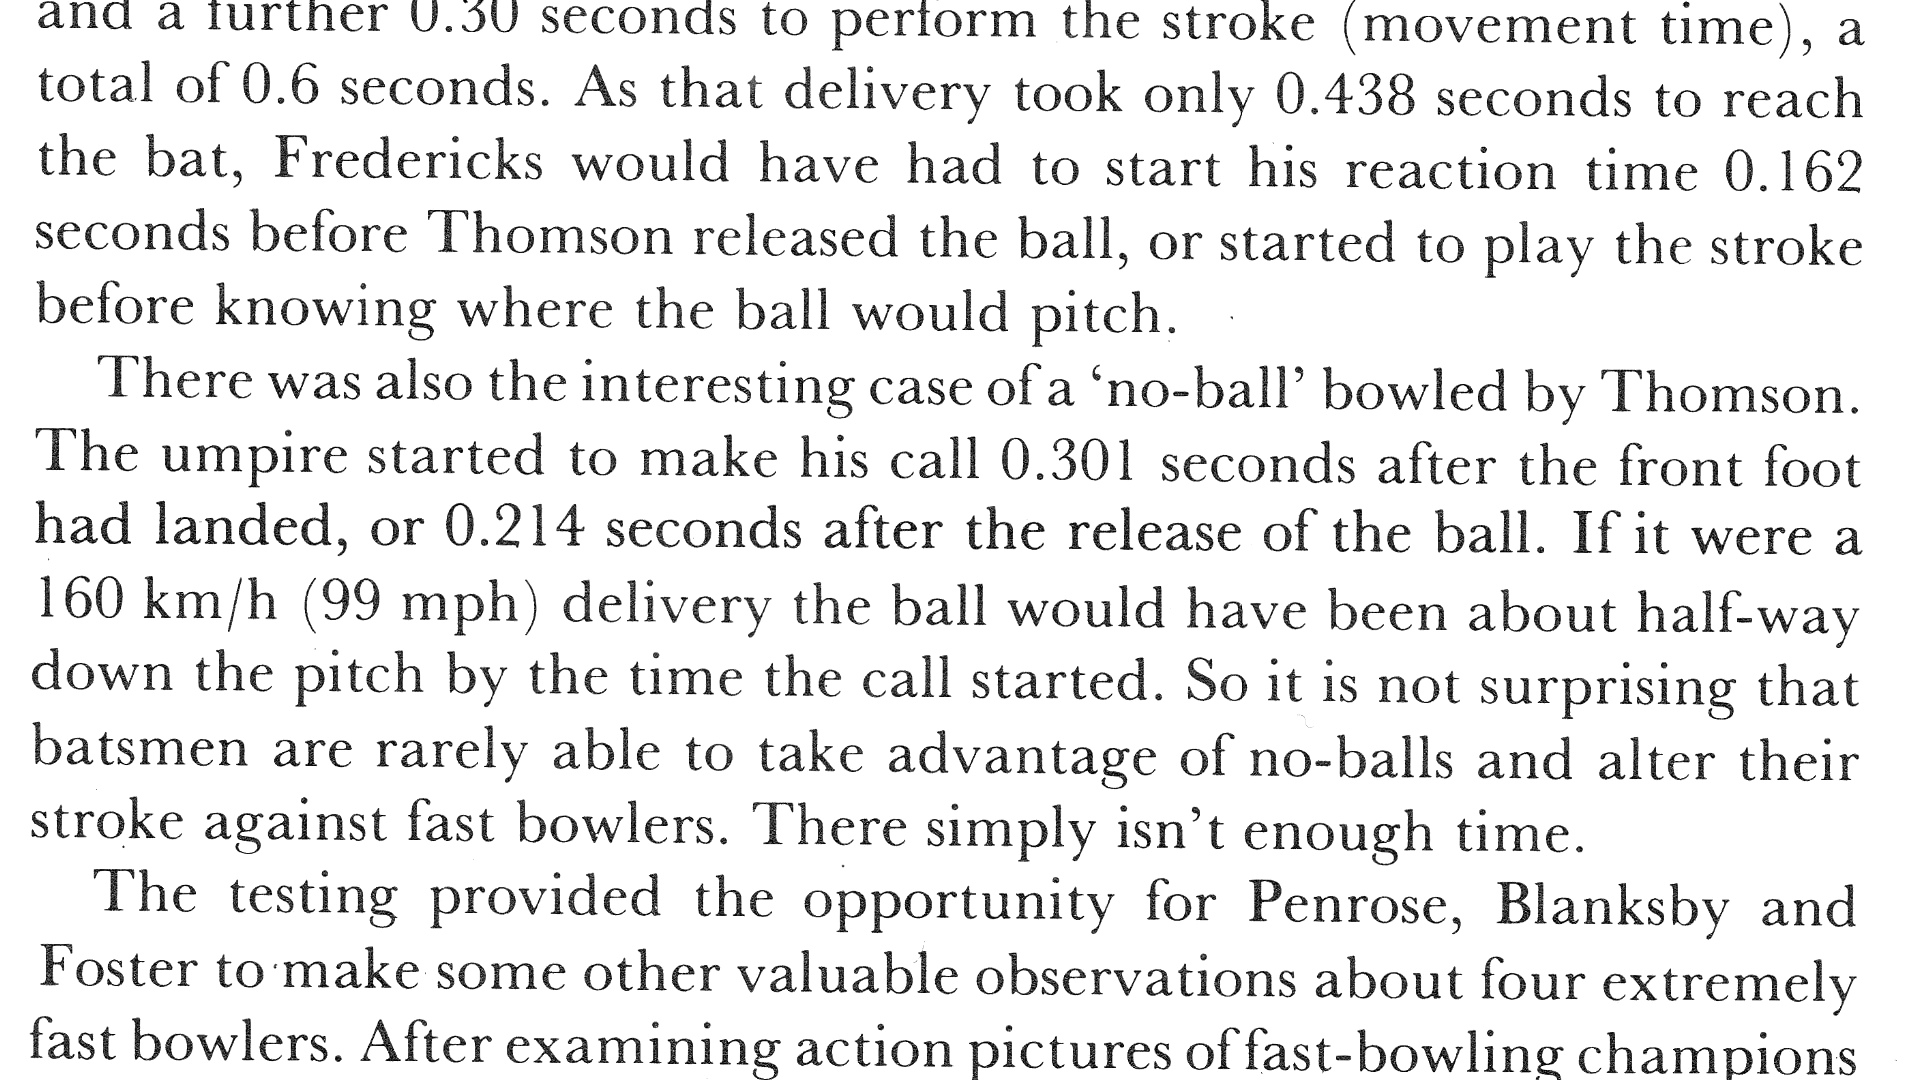 and a further 0.30 seconds to perform the stroke (movement time), a
total of 0.6 seconds. As that delivery took only 0.438 seconds to reach
the bat, Fredericks would have had to start his reaction time 0.162
seconds before Thomson released the ball, or started to play the stroke
before knowing where the ball would pitch.
There was also the interesting case of a ‘no-ball’ bowled by Thomson.
The umpire started to make his call 0.301 seconds after the front foot
had landed, or 0.214 seconds after the release of the ball. If it were a
160 km/h (99 mph) delivery the ball would have been about half-way
down the pitch by the time the call started. So it is not surprising that
batsmen are rarely able to take advantage of no-balls and alter their
stroke against fast bowlers. There simply isn’t enough time.
The testing provided the opportunity for Penrose, Blanksby and
Foster to make some other valuable observations about four extremely
fast bowlers. After examining action pictures of fast-bowling champions